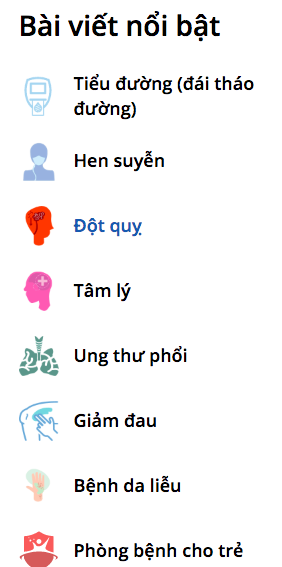 Bài viết nổi bật
Tiểu đường (đái tháo
đường)
Hen suyễn
Đột quỵ
Tâm lý
Ung thư phổi
Giảm đau
Bệnh da liễu
Phòng bệnh cho trẻ